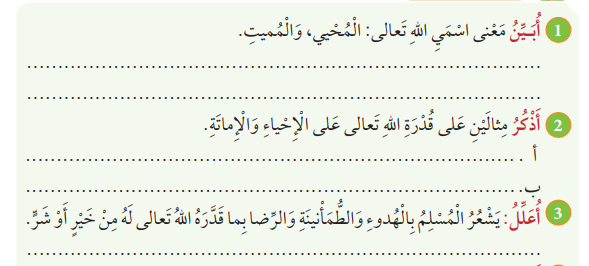 1 أُبَيِّنُ مَعْنى اسْمَيِ اللهِ تَعالى: الْمُحْيي، وَالْمُميتِ.
......................................................................
......................................................................
2 أَذْكُرُ مِثالَيْنِ عَلى قُدْرَةِ اللهِ تَعالى عَلى الْإِحْياءِ وَالْإِماتَةِ.
أ . ......................................................................
ب. ......................................................................
3 أُعَلِّلُ: يَشْعُرُ الْمُسْلِمُ بِالْهُدوءِ وَالطُّمَأْنينَةِ وَالرِّضا بِما قَدَّرَهُ اللهُ تَعالى لَهُ مِنْ خَيْرٍ أَوْ شَرٍّ.
......................................................................